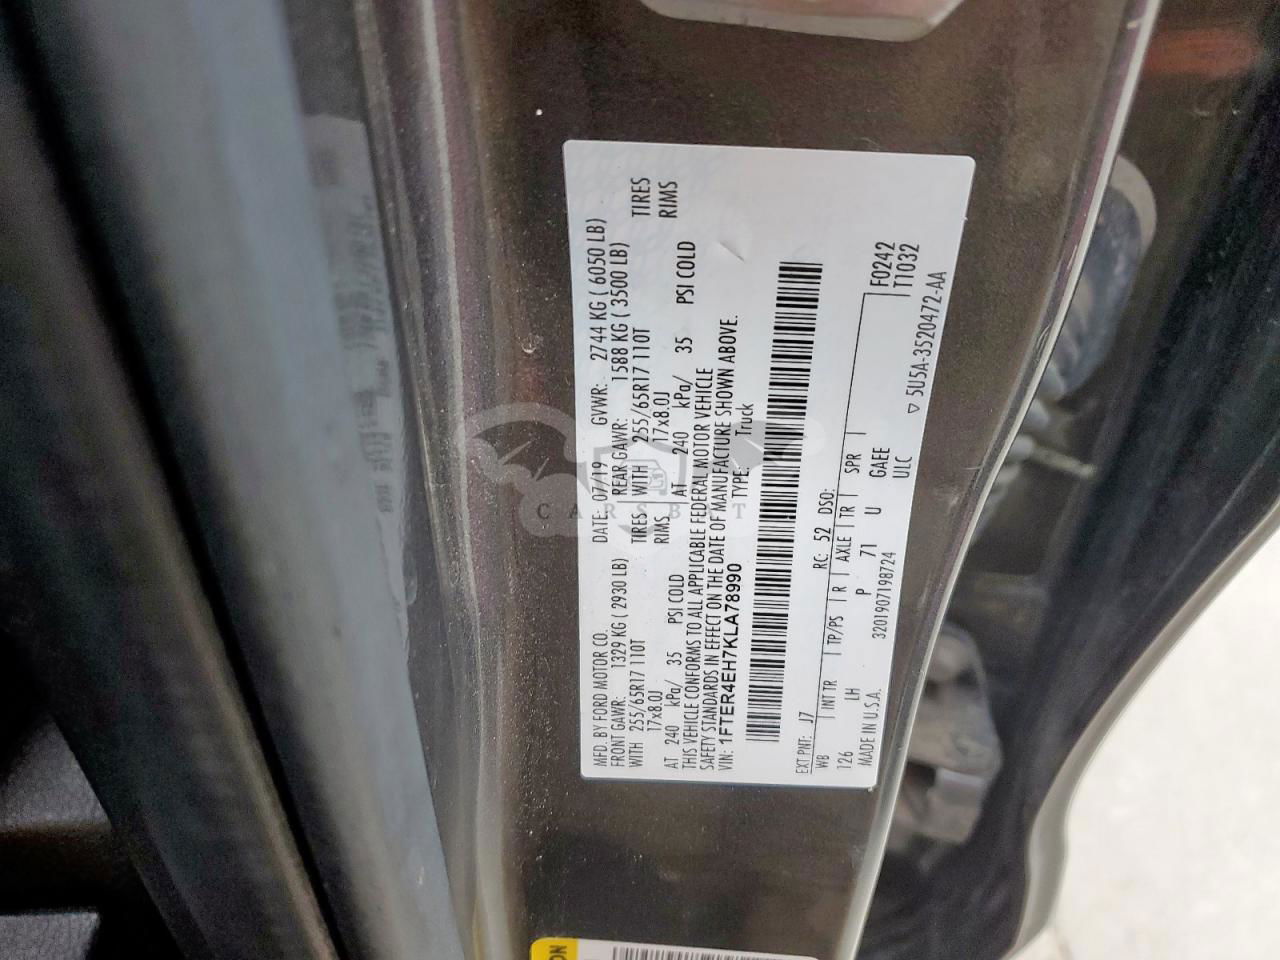 MFD. BY FORD MOTOR CO.
DATE: 07/19 GVWR: 2744 KG ( 6050 LB)
FRONT GAWR: 1329 KG ( 2930 LB) REAR GAWR: 1588 KG ( 3500 LB)
WITH 255/65R17 110T TIRES WITH 255/65R17 110T TIRES
17x8.0J RIMS 17x8.0J RIMS
AT 240 kPa/ 35 PSI COLD AT 240 kPa/ 35 PSI COLD
THIS VEHICLE CONFORMS TO ALL APPLICABLE FEDERAL MOTOR VEHICLE
SAFETY STANDARDS IN EFFECT ON THE DATE OF MANUFACTURE SHOWN ABOVE.
VIN: 1FTER4EH7KLA78990 TYPE: Truck
EXT PNT: J7 RC: 52 DSO:
WB INT TR TP/PS R AXLE TR SPR F0242
126 LH P 71 U GAEE T1032
MADE IN U.S.A. 3201907198724 ULC
5U5A-3520472-AA
CARSBAT